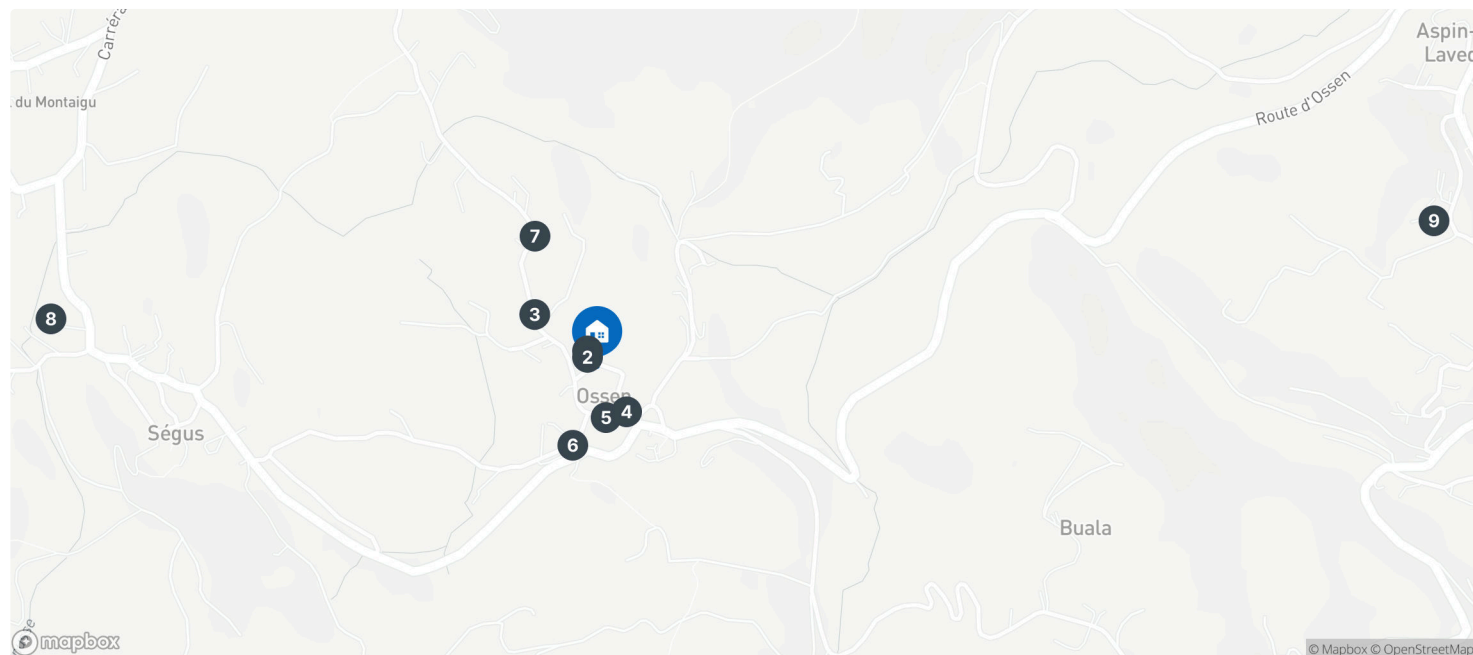 Carréra
Aspin-
Laved
. du Montaigu
Route d'Ossen
7
9
3
8
2
Ossen
5
4
Ségus
6
Buala
se
mapbox
© Mapbox © OpenStreetMap